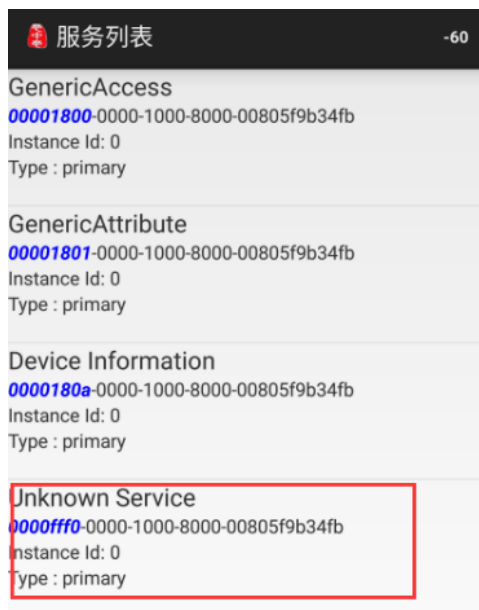 服务列表
-60
GenericAccess
00001800-0000-1000-8000-00805f9b34fb
Instance Id: 0
Type : primary
GenericAttribute
00001801-0000-1000-8000-00805f9b34fb
Instance Id: 0
Type : primary
Device Information
0000180a-0000-1000-8000-00805f9b34fb
Instance Id: 0
Type : primary
Unknown Service
0000fff0-0000-1000-8000-00805f9b34fb
Instance Id: 0
Type : primary